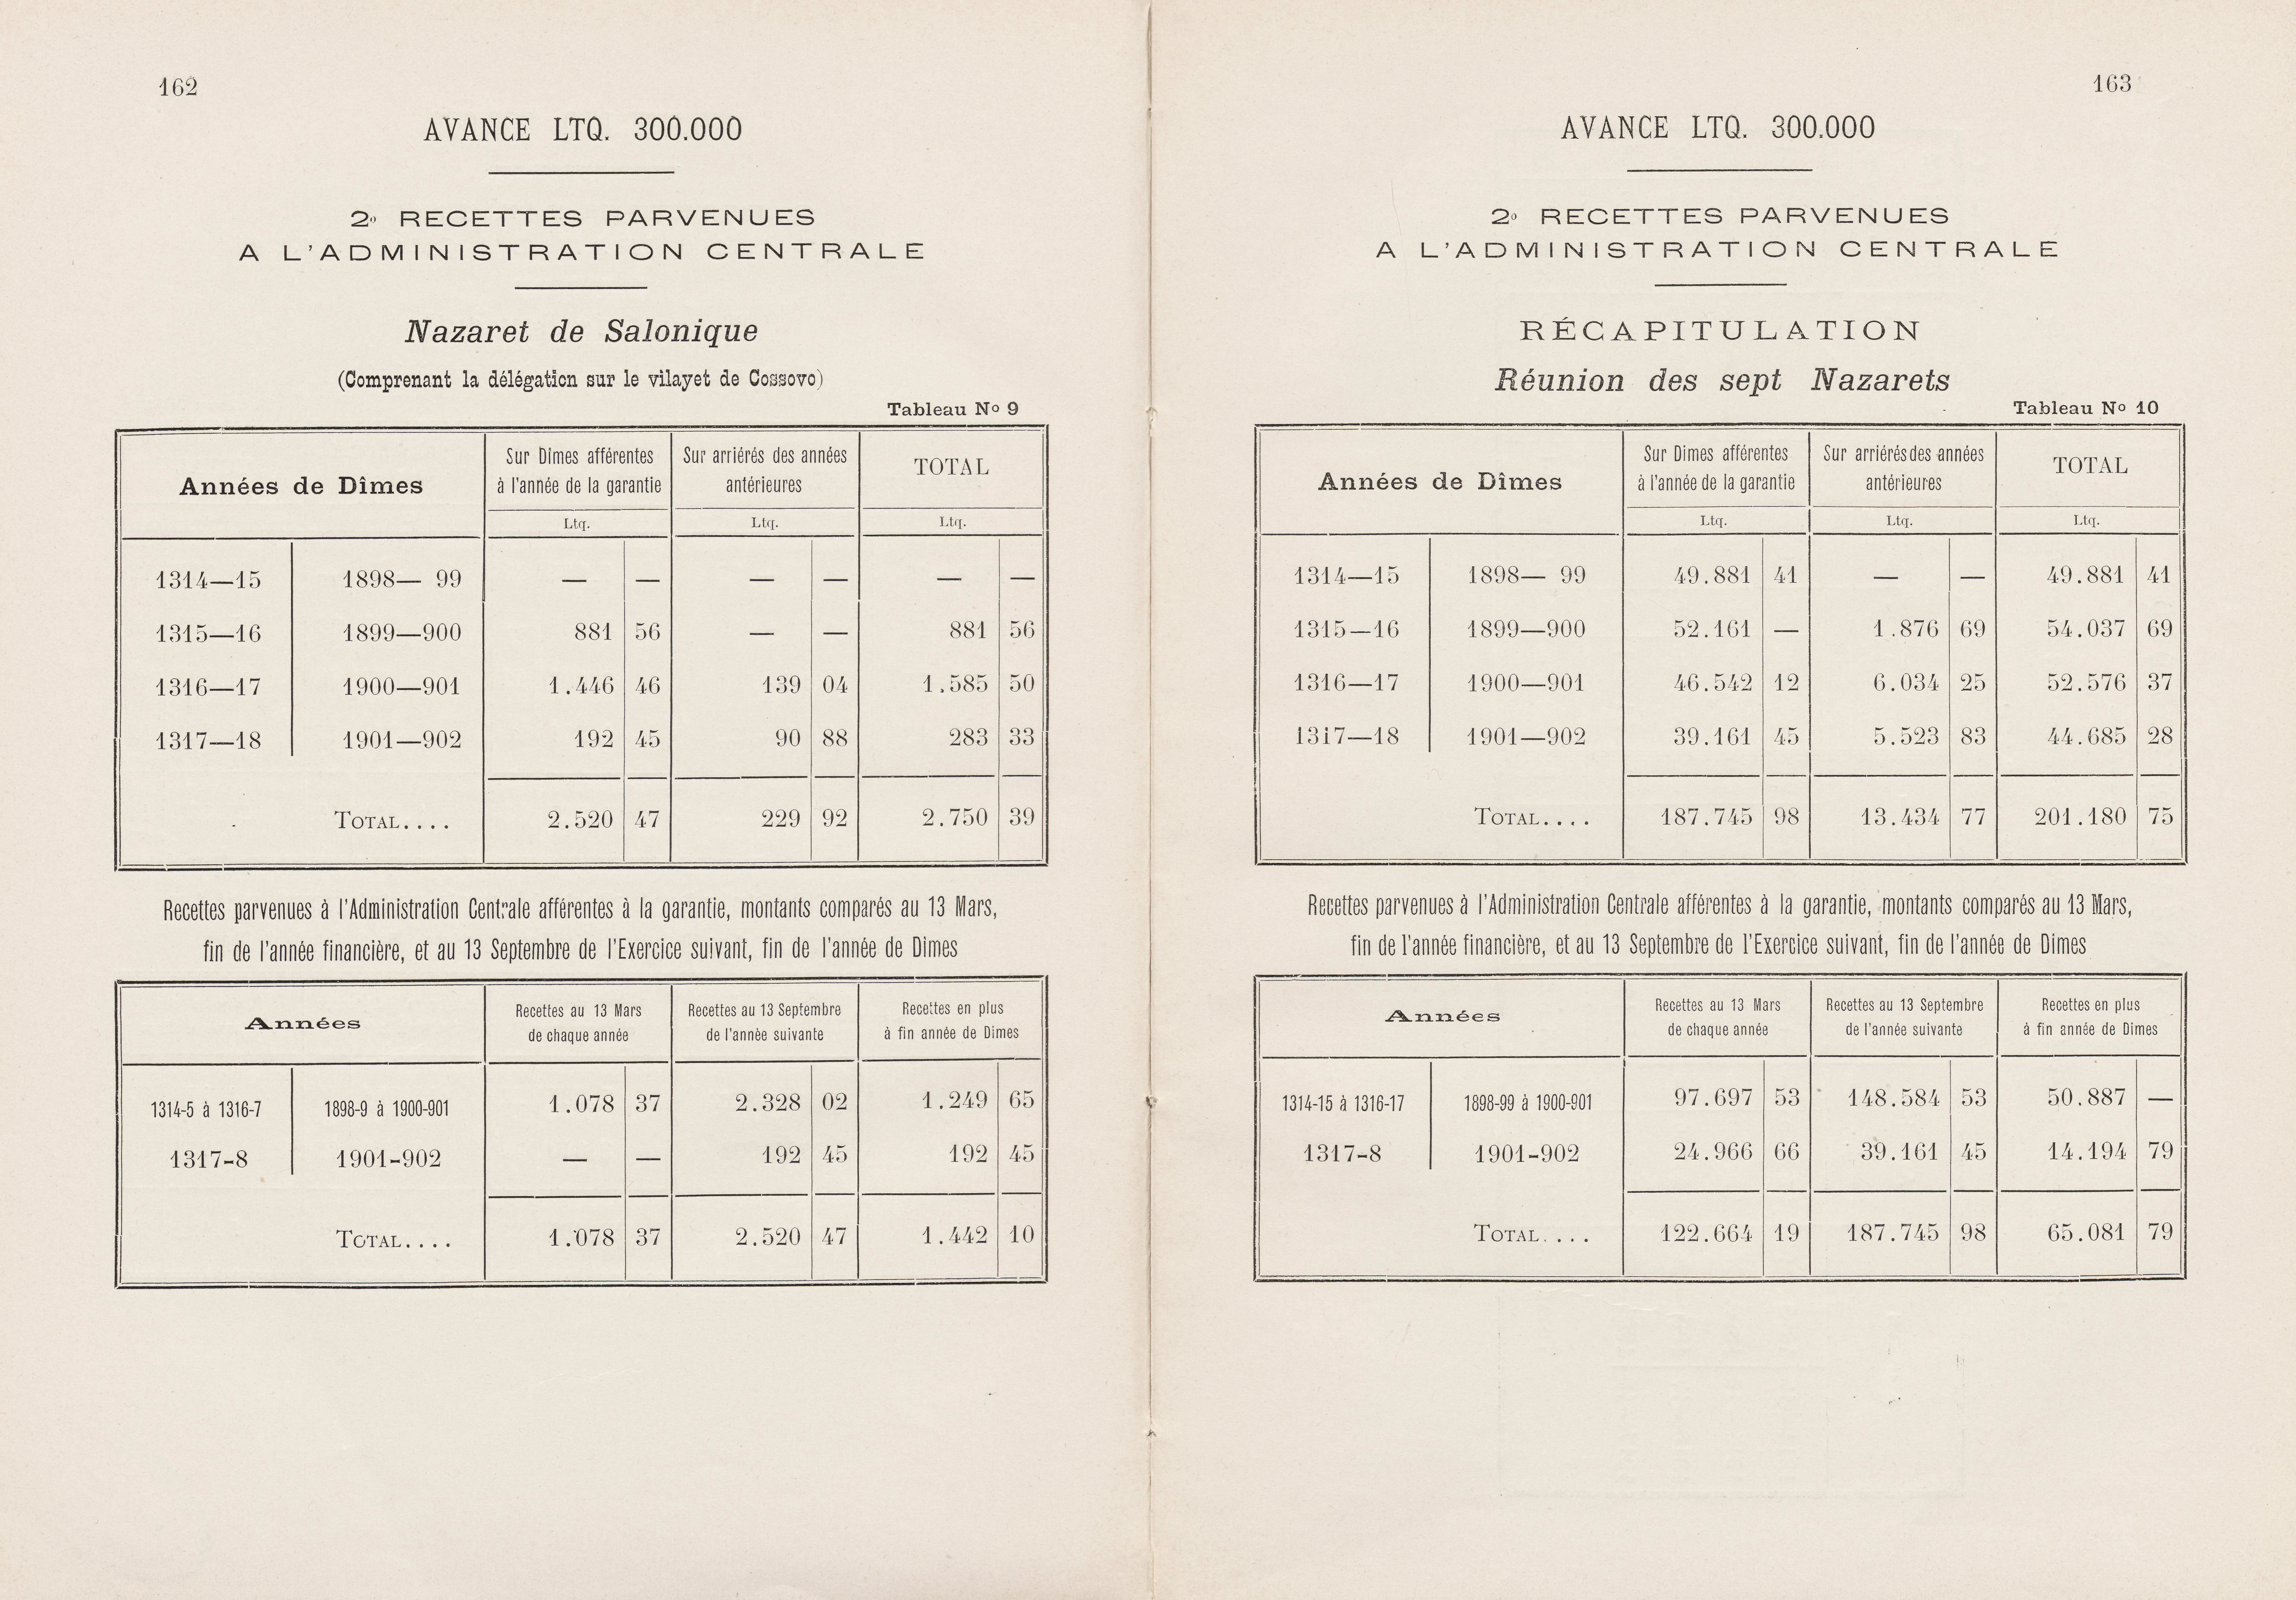 162
AVANCE LTQ. 300.000
2º RECETTES PARVENUES
A L'ADMINISTRATION CENTRALE
Nazaret de Salonique
(Comprenant la délégation sur le vilayet de Cossovo)
Tableau Nº 9
Années de Dîmes | Sur Dîmes afférentes à l'année de la garantie | Sur arriérés des années antérieures | TOTAL
Ltq. | Ltq. | Ltq.
1314—15 | 1898— 99 | — | — | — | — | — | —
1315—16 | 1899—900 | 881 | 56 | — | — | 881 | 56
1316—17 | 1900—901 | 1.446 | 46 | 139 | 04 | 1.585 | 50
1317—18 | 1901—902 | 192 | 45 | 90 | 88 | 283 | 33
TOTAL.... | 2.520 | 47 | 229 | 92 | 2.750 | 39
Recettes parvenues à l'Administration Centrale afférentes à la garantie, montants comparés au 13 Mars,
fin de l'année financière, et au 13 Septembre de l'Exercice suivant, fin de l'année de Dîmes
Années | Recettes au 13 Mars de chaque année | Recettes au 13 Septembre de l'année suivante | Recettes en plus à fin année de Dîmes
1314-5 à 1316-7 | 1898-9 à 1900-901 | 1.078 | 37 | 2.328 | 02 | 1.249 | 65
1317-8 | 1901-902 | — | — | 192 | 45 | 192 | 45
TOTAL.... | 1.078 | 37 | 2.520 | 47 | 1.442 | 10
163
AVANCE LTQ. 300.000
2º RECETTES PARVENUES
A L'ADMINISTRATION CENTRALE
RÉCAPITULATION
Réunion des sept Nazarets
Tableau Nº 10
Années de Dîmes | Sur Dîmes afférentes à l'année de la garantie | Sur arriérés des années antérieures | TOTAL
Ltq. | Ltq. | Ltq.
1314—15 | 1898— 99 | 49.881 | 41 | — | — | 49.881 | 41
1315—16 | 1899—900 | 52.161 | — | 1.876 | 69 | 54.037 | 69
1316—17 | 1900—901 | 46.542 | 12 | 6.034 | 25 | 52.576 | 37
1317—18 | 1901—902 | 39.161 | 45 | 5.523 | 83 | 44.685 | 28
TOTAL.... | 187.745 | 98 | 13.434 | 77 | 201.180 | 75
Recettes parvenues à l'Administration Centrale afférentes à la garantie, montants comparés au 13 Mars,
fin de l'année financière, et au 13 Septembre de l'Exercice suivant, fin de l'année de Dîmes
Années | Recettes au 13 Mars de chaque année | Recettes au 13 Septembre de l'année suivante | Recettes en plus à fin année de Dîmes
1314-15 à 1316-17 | 1898-99 à 1900-901 | 97.697 | 53 | 148.584 | 53 | 50.887 | —
1317-8 | 1901-902 | 24.966 | 66 | 39.161 | 45 | 14.194 | 79
TOTAL.... | 122.664 | 19 | 187.745 | 98 | 65.081 | 79